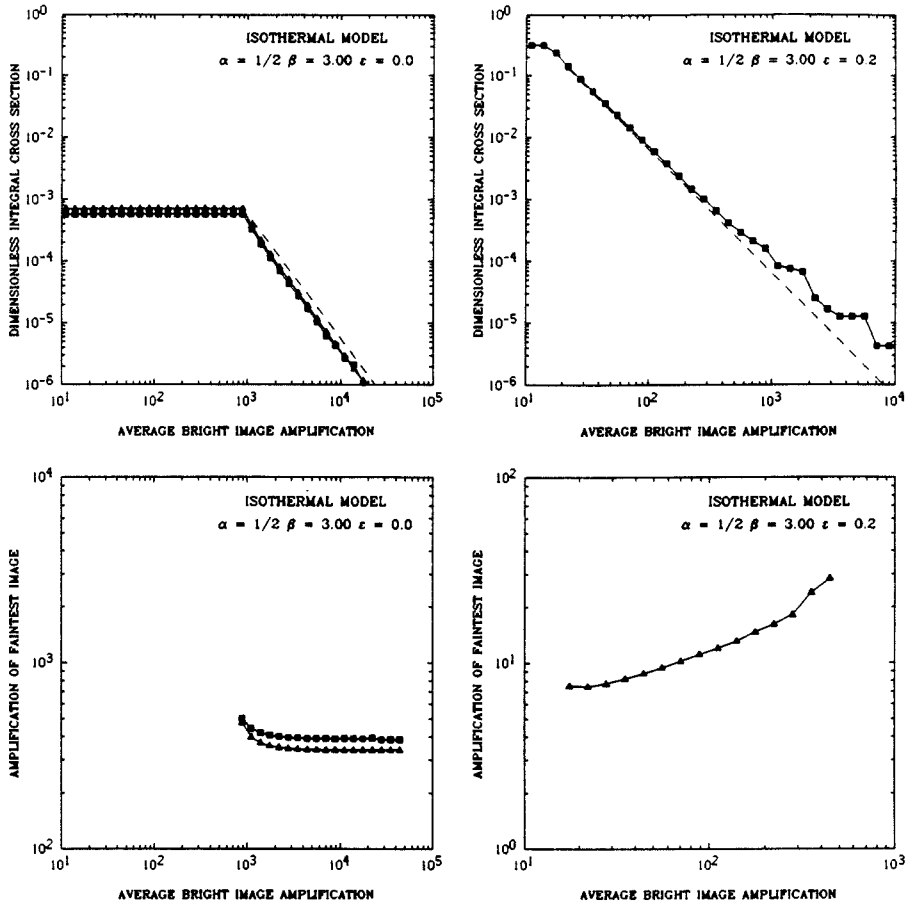 10^0
10^-1
10^-2
10^-3
10^-4
10^-5
10^-6
DIMENSIONLESS INTEGRAL CROSS SECTION
ISOTHERMAL MODEL
α = 1/2 β = 3.00 ε = 0.0
10^1 10^2 10^3 10^4 10^5
AVERAGE BRIGHT IMAGE AMPLIFICATION
10^0
10^-1
10^-2
10^-3
10^-4
10^-5
10^-6
DIMENSIONLESS INTEGRAL CROSS SECTION
ISOTHERMAL MODEL
α = 1/2 β = 3.00 ε = 0.2
10^1 10^2 10^3 10^4
AVERAGE BRIGHT IMAGE AMPLIFICATION
10^4
10^3
10^2
AMPLIFICATION OF FAINTEST IMAGE
ISOTHERMAL MODEL
α = 1/2 β = 3.00 ε = 0.0
10^1 10^2 10^3 10^4 10^5
AVERAGE BRIGHT IMAGE AMPLIFICATION
10^2
10^1
10^0
AMPLIFICATION OF FAINTEST IMAGE
ISOTHERMAL MODEL
α = 1/2 β = 3.00 ε = 0.2
10^1 10^2 10^3
AVERAGE BRIGHT IMAGE AMPLIFICATION